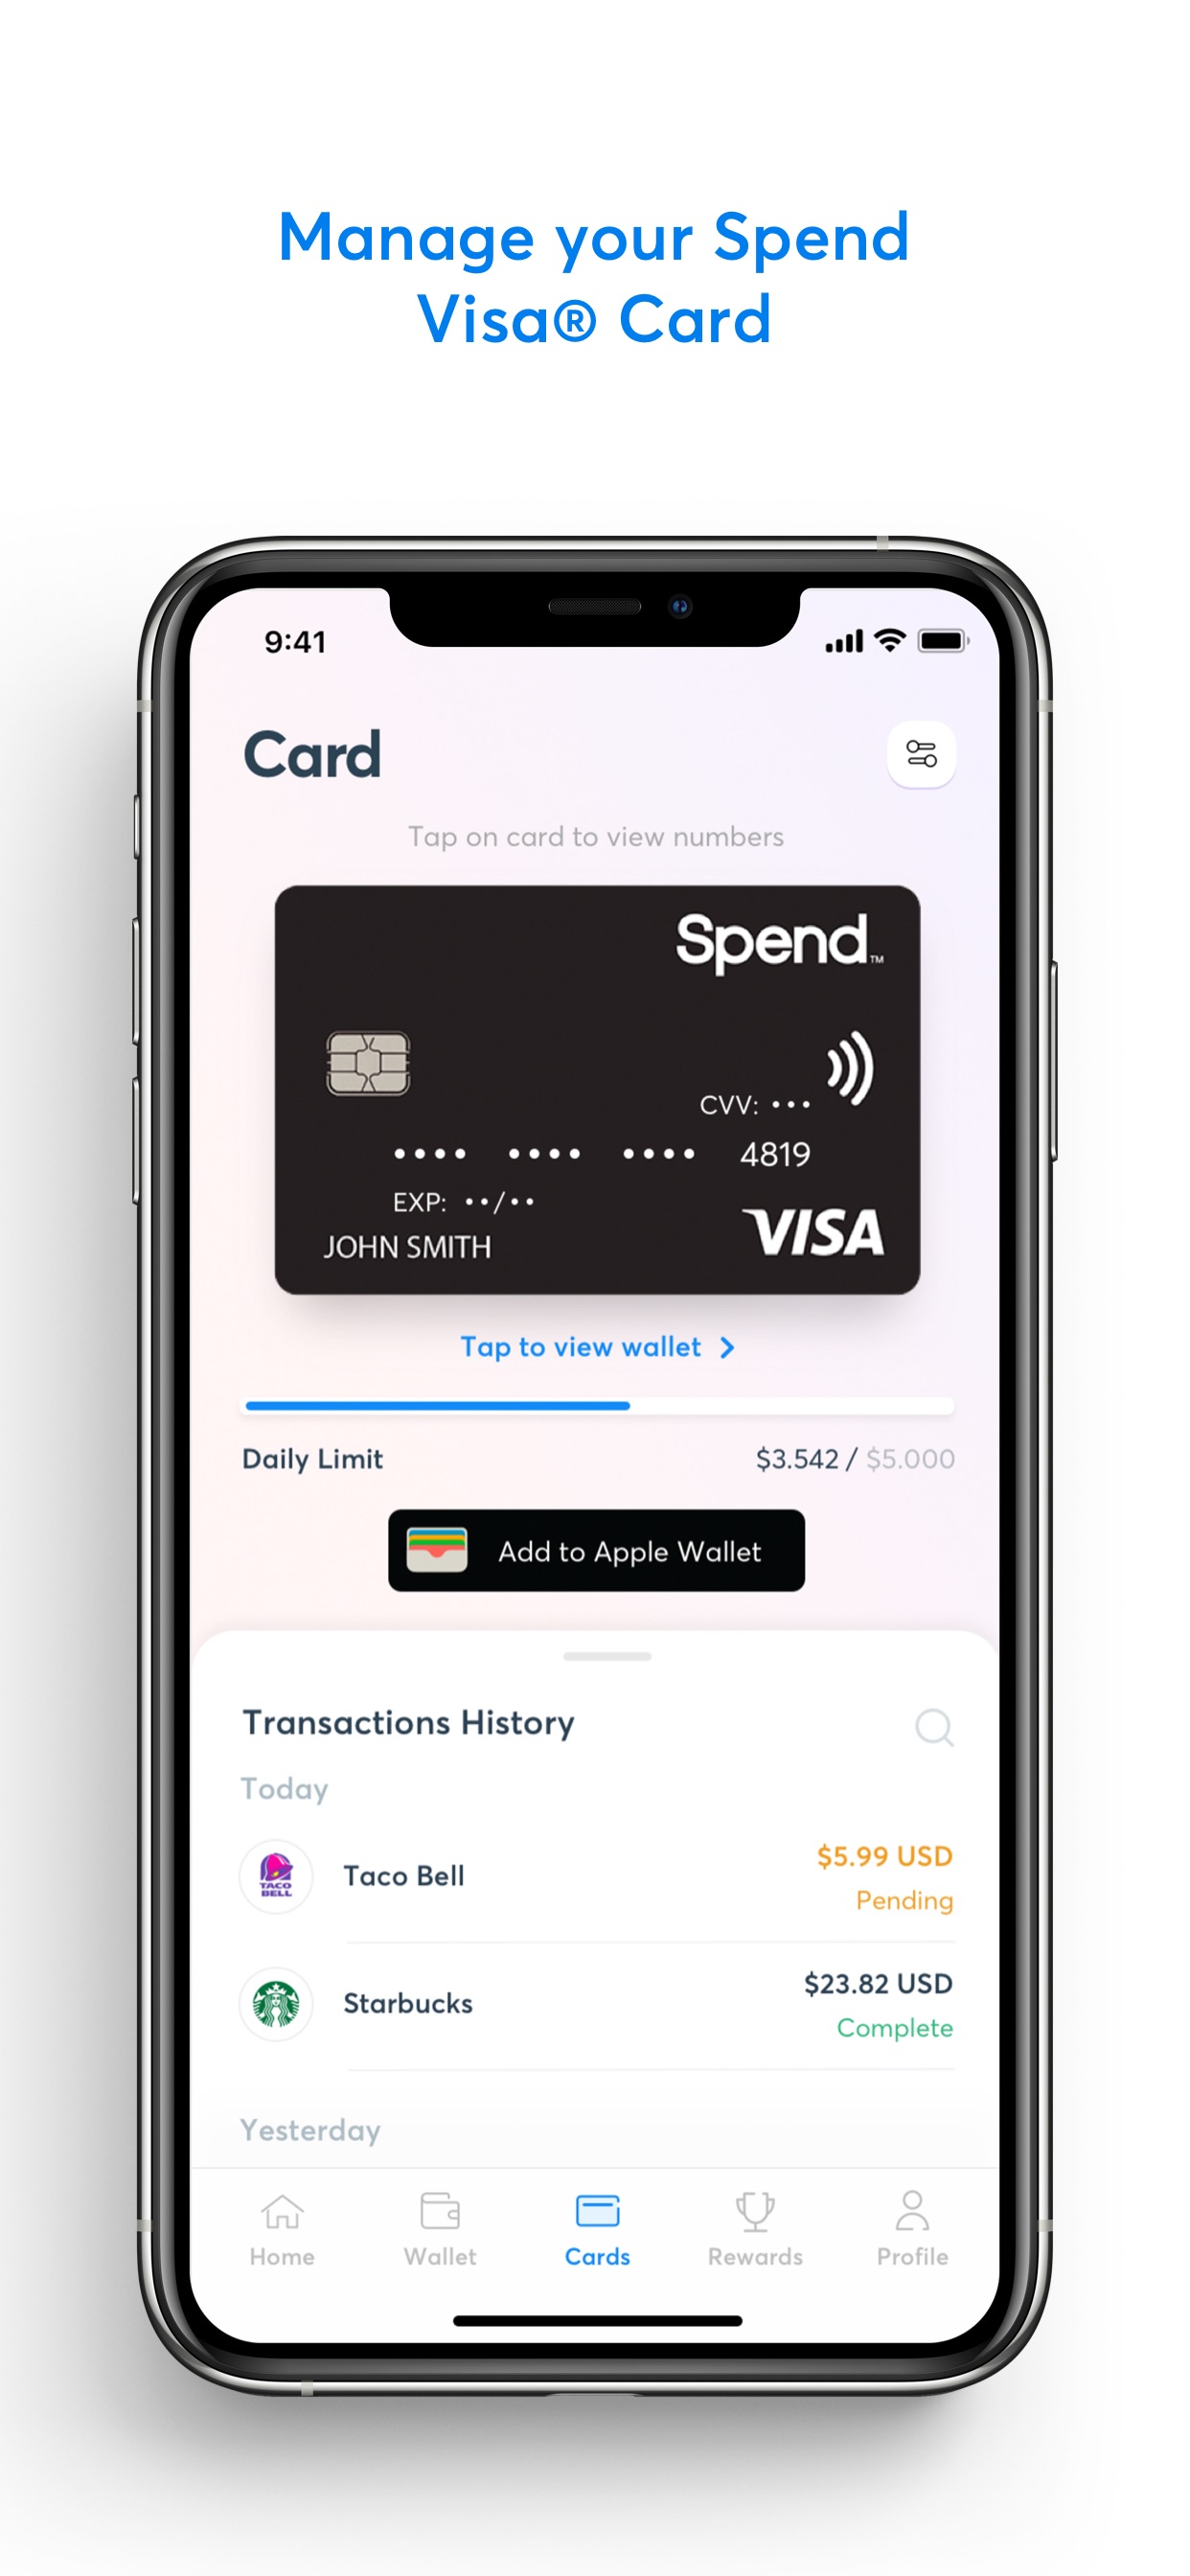 Manage your Spend
Visa® Card
9:41
Card
Tap on card to view numbers
Spend™
CVV: •••
•••• •••• •••• 4819
EXP: ••/••
JOHN SMITH
VISA
Tap to view wallet >
Daily Limit $3.542 / $5.000
Add to Apple Wallet
Transactions History
Today
TACO
BELL
Taco Bell
$5.99 USD
Pending
Starbucks
$23.82 USD
Complete
Yesterday
Home Wallet Cards Rewards Profile